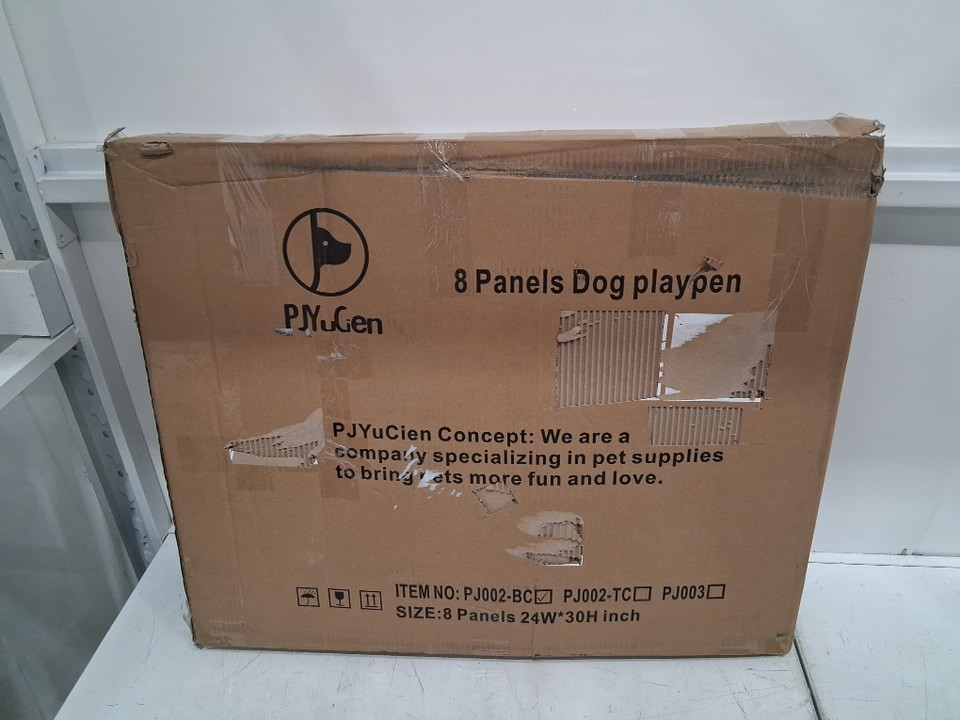 PJYuCien
8 Panels Dog playpen
PJYuCien Concept: We are a
company specializing in pet supplies
to bring pets more fun and love.
ITEM NO: PJ002-BC☑ PJ002-TC☐ PJ003☐
SIZE:8 Panels 24W*30H inch